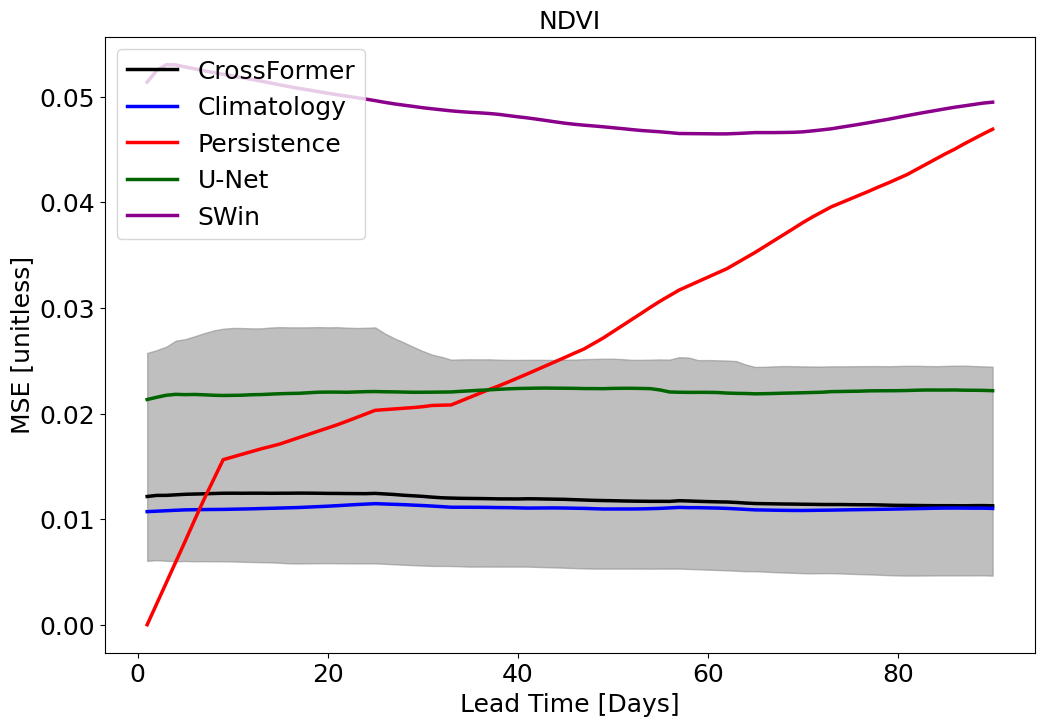 NDVI
CrossFormer
Climatology
Persistence
U-Net
SWin
MSE [unitless]
0.05
0.04
0.03
0.02
0.01
0.00
0 20 40 60 80
Lead Time [Days]